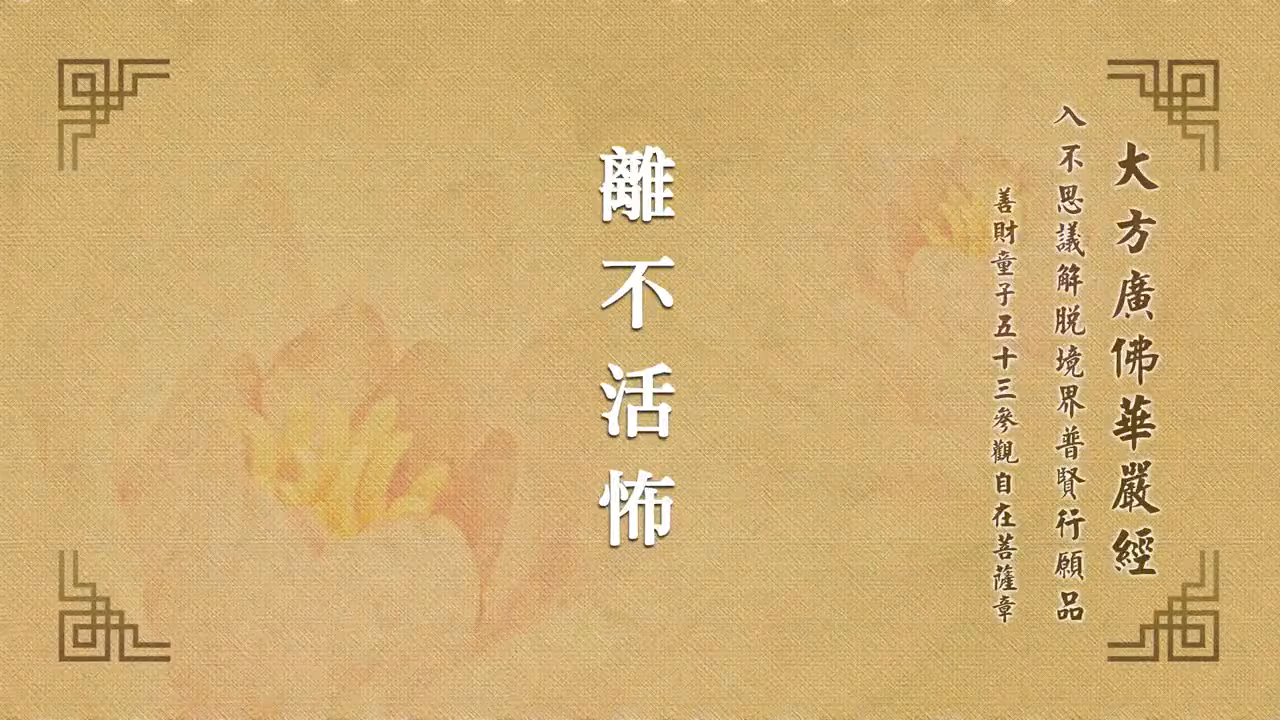 大方廣佛華嚴經
入不思議解脫境界普賢行願品
善財童子五十三參觀自在菩薩章
離不活怖